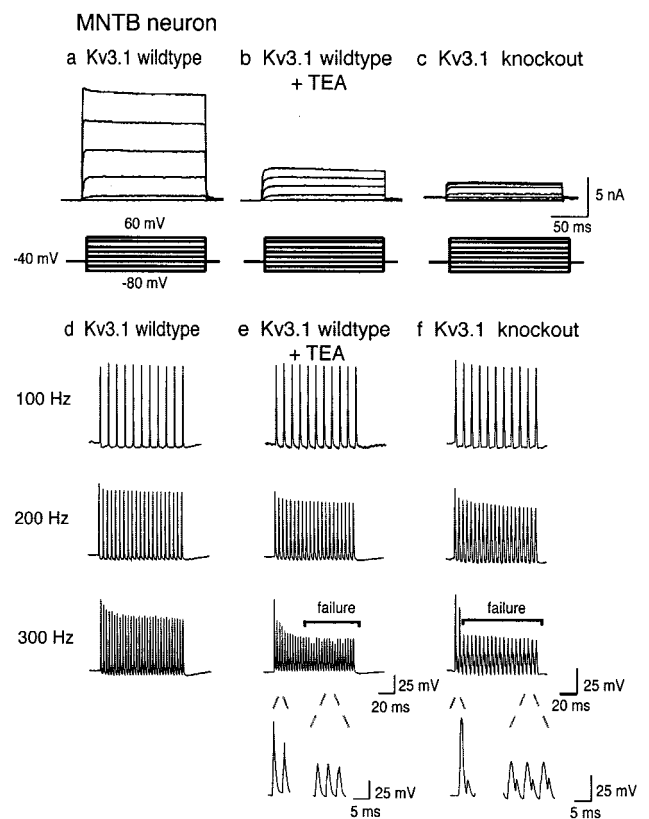 MNTB neuron
a Kv3.1 wildtype
b Kv3.1 wildtype
+ TEA
c Kv3.1 knockout
5 nA
50 ms
60 mV
-40 mV
-80 mV
d Kv3.1 wildtype
e Kv3.1 wildtype
+ TEA
f Kv3.1 knockout
100 Hz
200 Hz
300 Hz
failure
failure
25 mV
20 ms
25 mV
20 ms
25 mV
5 ms
25 mV
5 ms